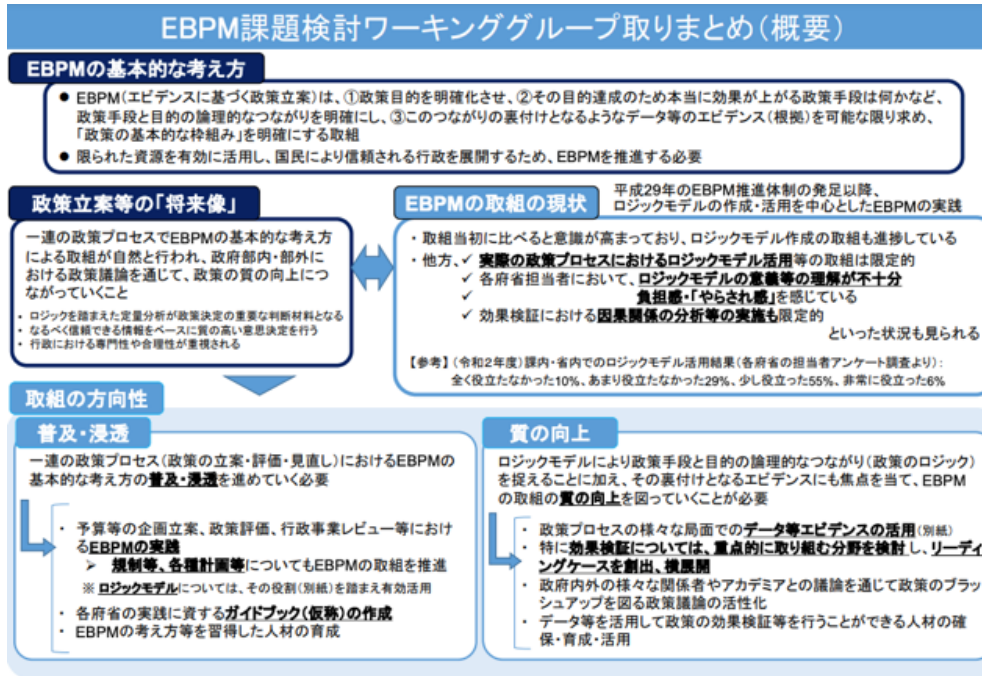 EBPM課題検討ワーキンググループ取りまとめ(概要)
EBPMの基本的な考え方
● EBPM(エビデンスに基づく政策立案)は、①政策目的を明確化させ、②その目的達成のため本当に効果が上がる政策手段は何かなど、
政策手段と目的の論理的なつながりを明確にし、③このつながりの裏付けとなるようなデータ等のエビデンス(根拠)を可能な限り求め、
「政策の基本的な枠組み」を明確にする取組
● 限られた資源を有効に活用し、国民により信頼される行政を展開するため、EBPMを推進する必要
政策立案等の「将来像」
一連の政策プロセスでEBPMの基本的な考え方
による取組が自然と行われ、政府部内・部外に
おける政策議論を通じて、政策の質の向上につ
ながっていくこと
・ロジックを踏まえた定量分析が政策決定の重要な判断材料となる
・なるべく信頼できる情報をベースに質の高い意思決定を行う
・行政における専門性や合理性が重視される
EBPMの取組の現状
平成29年のEBPM推進体制の発足以降、
ロジックモデルの作成・活用を中心としたEBPMの実践
・取組当初に比べると意識が高まっており、ロジックモデル作成の取組も進捗している
・他方、✓ 実際の政策プロセスにおけるロジックモデル活用等の取組は限定的
✓ 各府省担当者において、ロジックモデルの意義等の理解が不十分
✓ 負担感・「やらされ感」を感じている
✓ 効果検証における因果関係の分析等の実施も限定的
といった状況も見られる
【参考】(令和2年度)課内・省内でのロジックモデル活用結果(各府省の担当者アンケート調査より):
全く役立たなかった10%、あまり役立たなかった29%、少し役立った55%、非常に役立った6%
取組の方向性
普及・浸透
一連の政策プロセス(政策の立案・評価・見直し)におけるEBPMの
基本的な考え方の普及・浸透を進めていく必要
・ 予算等の企画立案、政策評価、行政事業レビュー等におけ
るEBPMの実践
➢ 規制等、各種計画等についてもEBPMの取組を推進
※ ロジックモデルについては、その役割(別紙)を踏まえ有効活用
・ 各府省の実践に資するガイドブック(仮称)の作成
・ EBPMの考え方等を習得した人材の育成
質の向上
ロジックモデルにより政策手段と目的の論理的なつながり(政策のロジック)
を捉えることに加え、その裏付けとなるエビデンスにも焦点を当て、EBPM
の取組の質の向上を図っていくことが必要
・ 政策プロセスの様々な局面でのデータ等エビデンスの活用(別紙)
・ 特に効果検証については、重点的に取り組む分野を検討し、リーディ
ングケースを創出、横展開
・ 政府内外の様々な関係者やアカデミアとの議論を通じて政策のブラッ
シュアップを図る政策議論の活性化
・ データ等を活用して政策の効果検証等を行うことができる人材の確
保・育成・活用